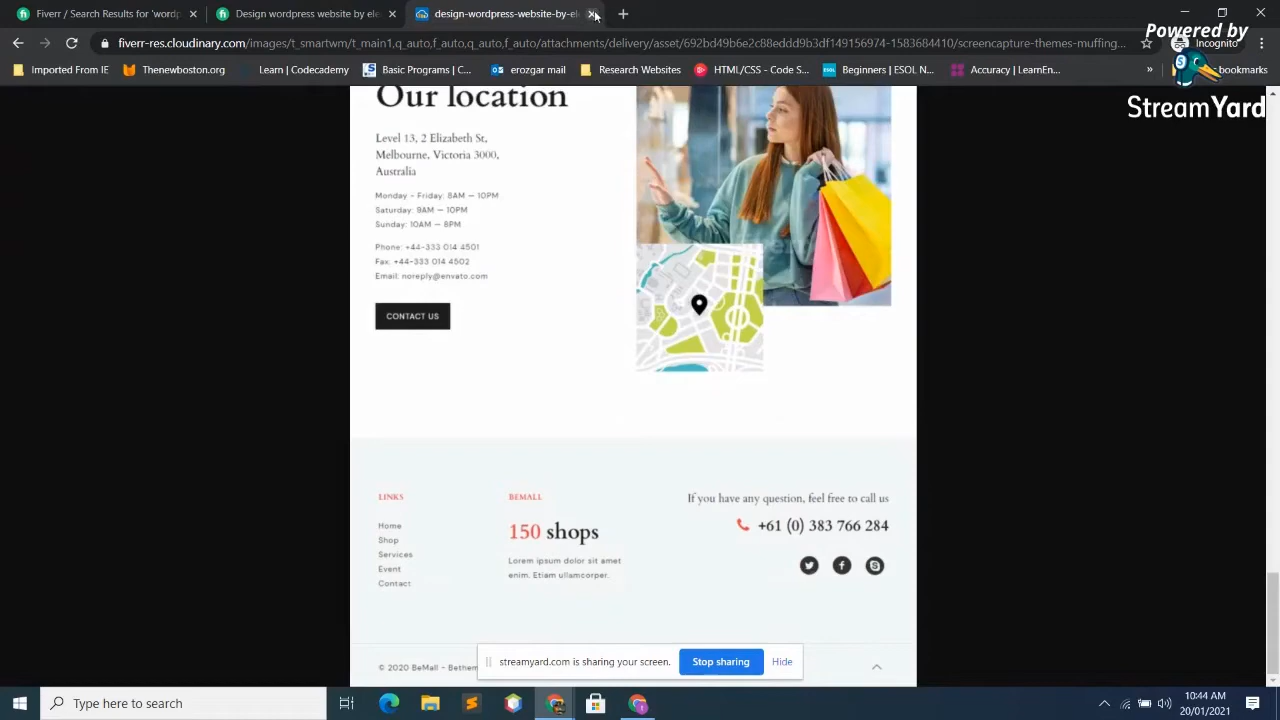 Fiverr / Search Results for 'wordp
Design wordpress website by el
screencapture-themes-mufﬁng
Powered by
fiverr-res.cloudinary.com/images/t_smartwm/t_main1,q_auto,f_auto,q_auto,f_auto/attachments/delivery/asset/692bd49d6edd89d9b3df149156974-1583684410/screencapture-themes-muffing...
Incognito
Imported From IE
Thenewboston.org
Learn | Codecademy
Basic Programs | C...
erozgar mail
Research Websites
HTML/CSS - Code S...
Beginners | ESOL N...
Accuracy | LearnEn...
»
StreamYard
Our location
Level 13, 2 Elizabeth St,
Melbourne, Victoria 3000,
Australia
Monday - Friday: 8AM — 10PM
Saturday: 9AM — 10PM
Sunday: 10AM — 8PM
Phone: +44-333 014 4501
Fax: +44-333 014 4502
Email: noreply@envato.com
CONTACT US
LINKS
Home
Shop
Services
Event
Contact
BEMALL
150 shops
Lorem ipsum dolor sit amet
enim. Etiam ullamcorper.
If you have any question, feel free to call us
+61 (0) 383 766 284
© 2020 BeMall - Bethem
streamyard.com is sharing your screen.
Stop sharing
Hide
Type here to search
10:44 AM
20/01/2021